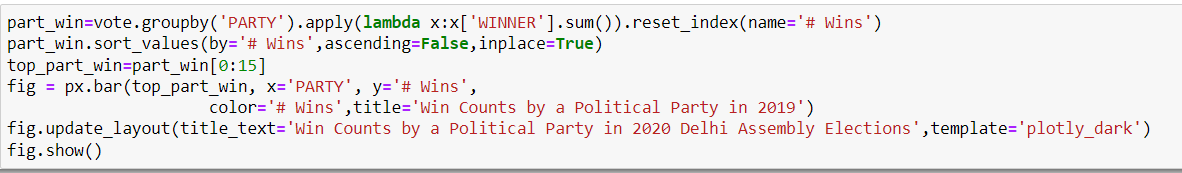 part_win=vote.groupby('PARTY').apply(lambda x:x['WINNER'].sum()).reset_index(name='# Wins')
part_win.sort_values(by='# Wins',ascending=False,inplace=True)
top_part_win=part_win[0:15]
fig = px.bar(top_part_win, x='PARTY', y='# Wins',
                    color='# Wins',title='Win Counts by a Political Party in 2019')
fig.update_layout(title_text='Win Counts by a Political Party in 2020 Delhi Assembly Elections',template='plotly_dark')
fig.show()